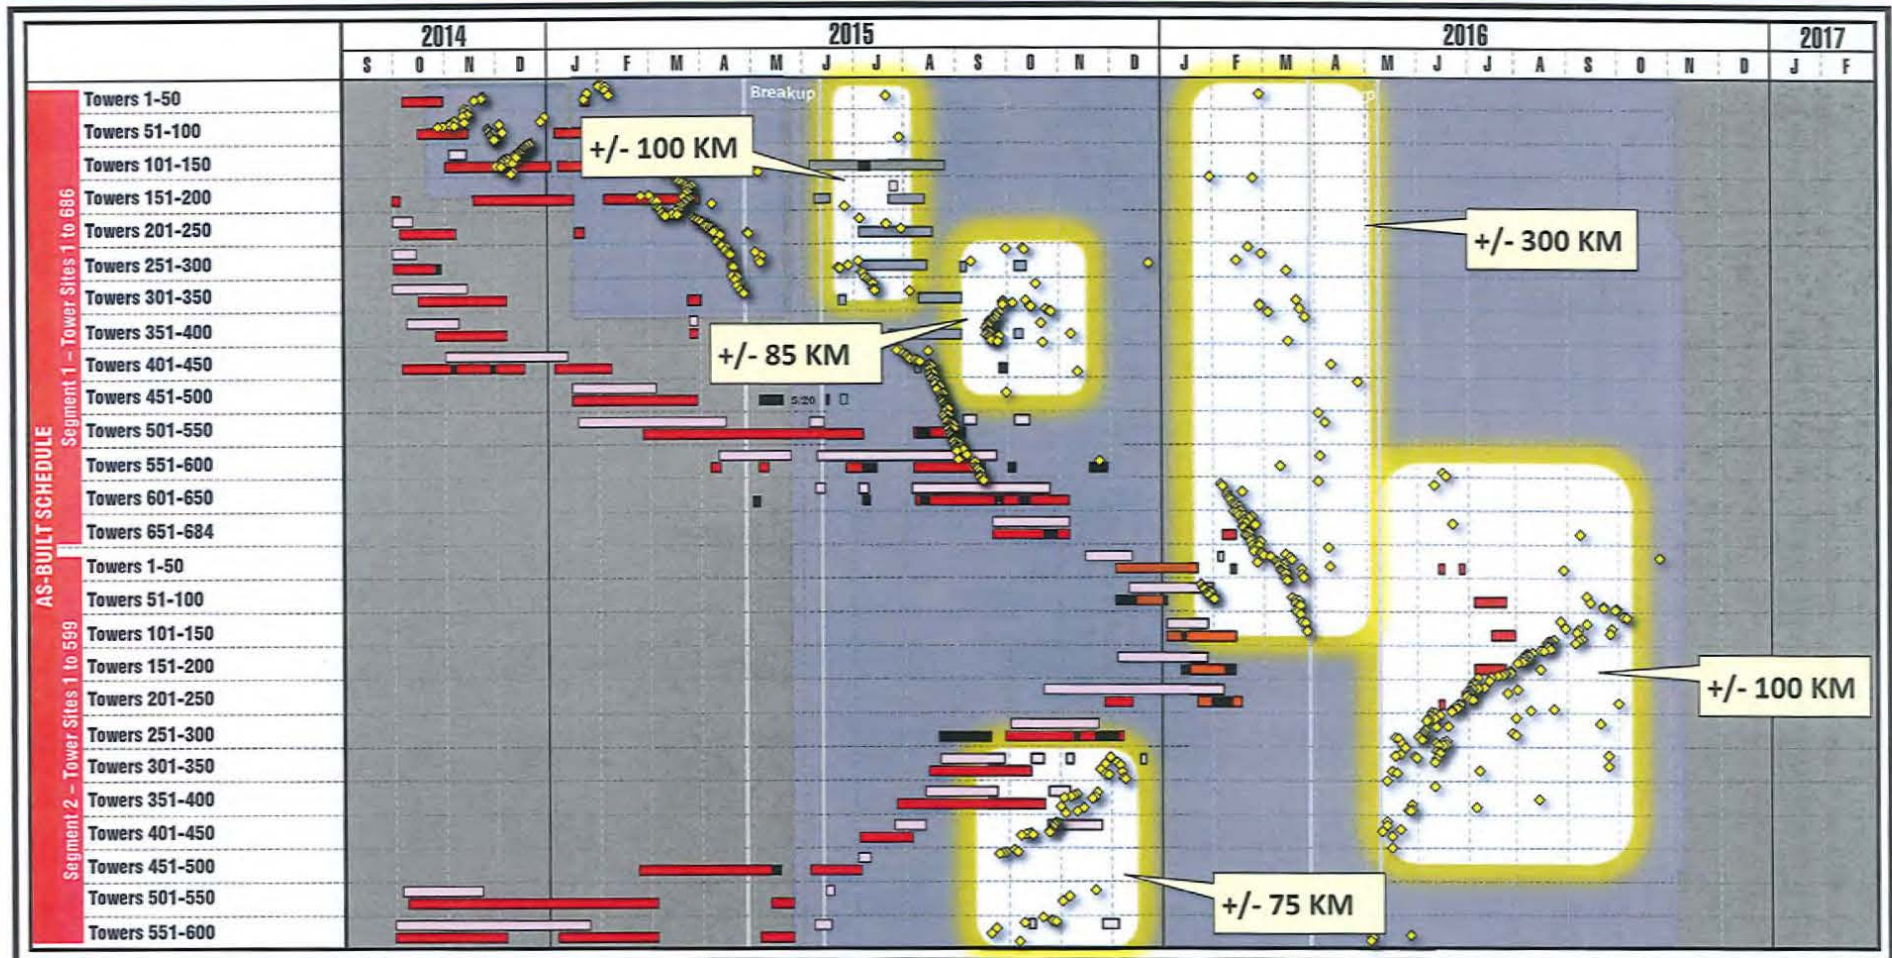 2014 2015 2016 2017
S O N D J F M A M J J A S O N D J F M A M J J A S O N D J F
AS-BUILT SCHEDULE
Segment 1 – Tower Sites 1 to 686
Towers 1-50
Towers 51-100
Towers 101-150
Towers 151-200
Towers 201-250
Towers 251-300
Towers 301-350
Towers 351-400
Towers 401-450
Towers 451-500
Towers 501-550
Towers 551-600
Towers 601-650
Towers 651-684
Segment 2 – Tower Sites 1 to 599
Towers 1-50
Towers 51-100
Towers 101-150
Towers 151-200
Towers 201-250
Towers 251-300
Towers 301-350
Towers 351-400
Towers 401-450
Towers 451-500
Towers 501-550
Towers 551-600
Breakup
+/- 100 KM
+/- 300 KM
+/- 85 KM
5/20
+/- 100 KM
+/- 75 KM